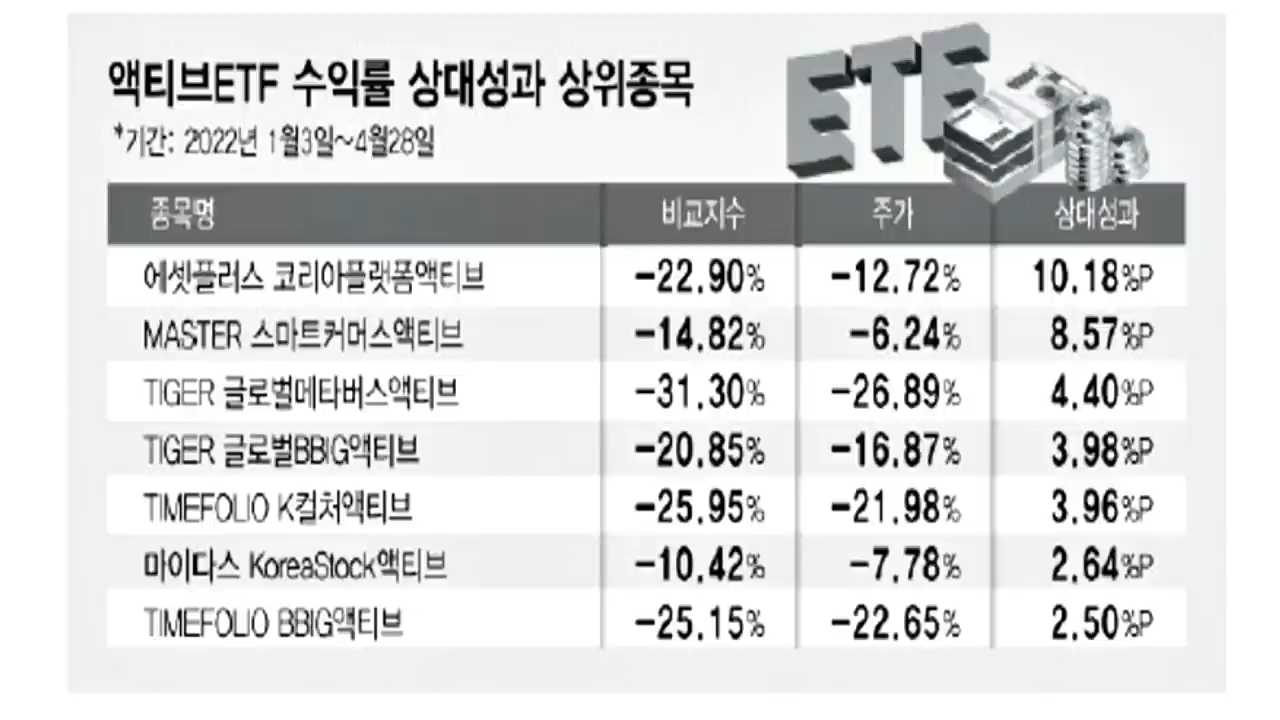 액티브ETF 수익률 상대성과 상위종목
*기간: 2022년 1월3일~4월28일
ETF
종목명 비교지수 주가 상대성과
에셋플러스 코리아플랫폼액티브 -22.90% -12.72% 10.18%P
MASTER 스마트커머스액티브 -14.82% -6.24% 8.57%P
TIGER 글로벌메타버스액티브 -31.30% -26.89% 4.40%P
TIGER 글로벌BBIG액티브 -20.85% -16.87% 3.98%P
TIMEFOLIO K컬처액티브 -25.95% -21.98% 3.96%P
마이다스 KoreaStock액티브 -10.42% -7.78% 2.64%P
TIMEFOLIO BBIG액티브 -25.15% -22.65% 2.50%P